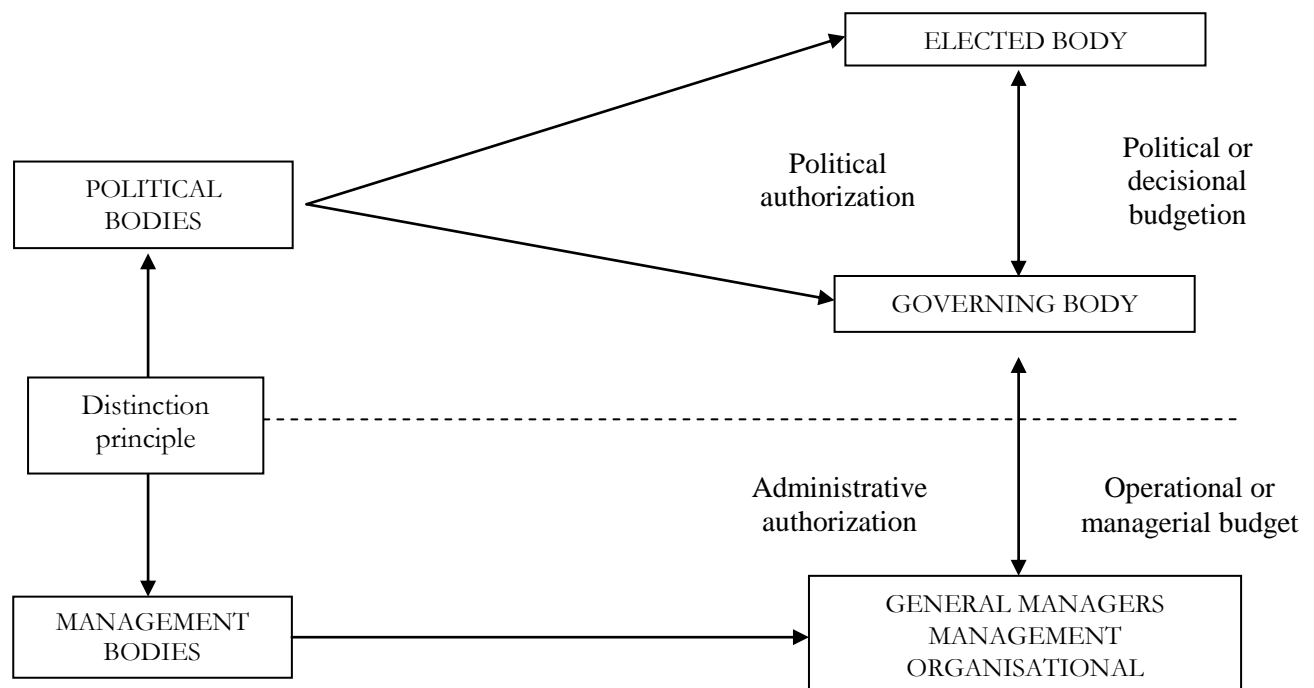 ELECTED BODY
Political
authorization
Political or
decisional
budgetion
POLITICAL
BODIES
GOVERNING BODY
Distinction
principle
Administrative
authorization
Operational or
managerial budget
MANAGEMENT
BODIES
GENERAL MANAGERS
MANAGEMENT
ORGANISATIONAL